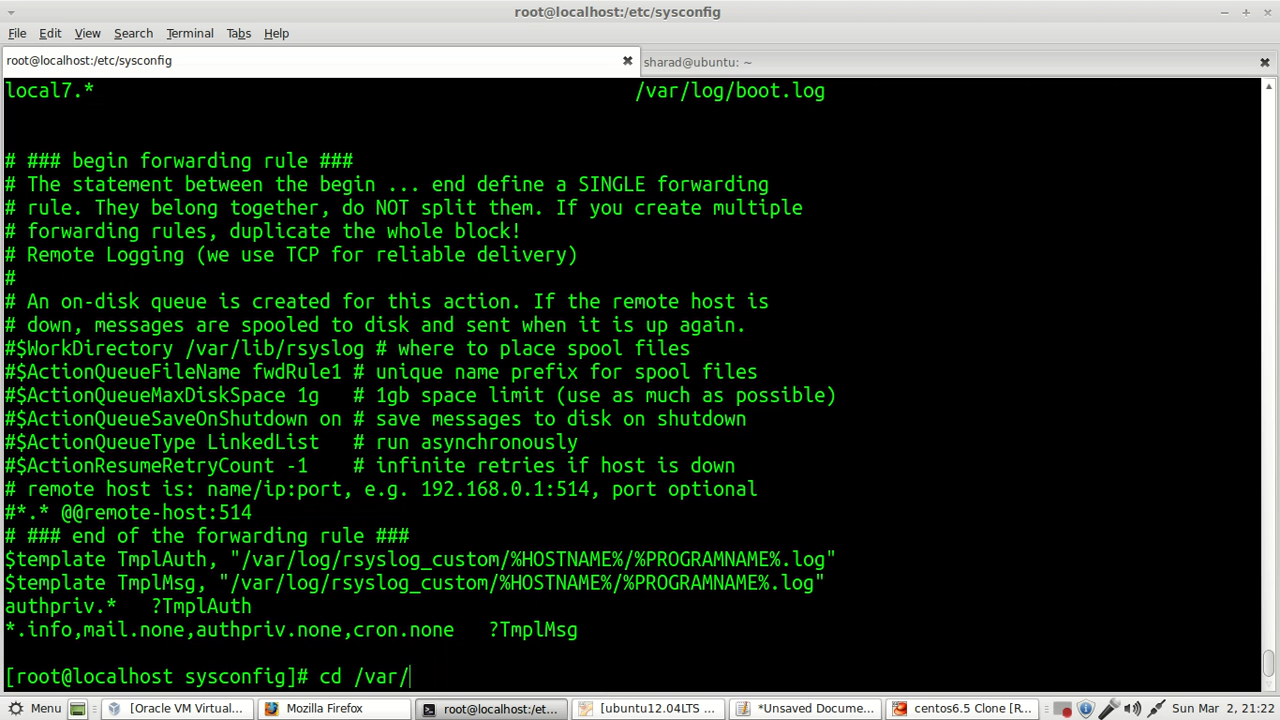 root@localhost:/etc/sysconfig
File Edit View Search Terminal Tabs Help
root@localhost:/etc/sysconfig
sharad@ubuntu: ~
local7.* /var/log/boot.log
# ### begin forwarding rule ###
# The statement between the begin ... end define a SINGLE forwarding
# rule. They belong together, do NOT split them. If you create multiple
# forwarding rules, duplicate the whole block!
# Remote Logging (we use TCP for reliable delivery)
#
# An on-disk queue is created for this action. If the remote host is
# down, messages are spooled to disk and sent when it is up again.
#$WorkDirectory /var/lib/rsyslog # where to place spool files
#$ActionQueueFileName fwdRule1 # unique name prefix for spool files
#$ActionQueueMaxDiskSpace 1g # 1gb space limit (use as much as possible)
#$ActionQueueSaveOnShutdown on # save messages to disk on shutdown
#$ActionQueueType LinkedList # run asynchronously
#$ActionResumeRetryCount -1 # infinite retries if host is down
# remote host is: name/ip:port, e.g. 192.168.0.1:514, port optional
#*.* @@remote-host:514
# ### end of the forwarding rule ###
$template TmplAuth, "/var/log/rsyslog_custom/%HOSTNAME%/%PROGRAMNAME%.log"
$template TmplMsg, "/var/log/rsyslog_custom/%HOSTNAME%/%PROGRAMNAME%.log"
authpriv.* ?TmplAuth
*.info,mail.none,authpriv.none,cron.none ?TmplMsg
[root@localhost sysconfig]# cd /var/
Menu [Oracle VM Virtual... Mozilla Firefox root@localhost:/et... [ubuntu12.04LTS ... *Unsaved Docume... centos6.5 Clone [R... Sun Mar 2, 21:22